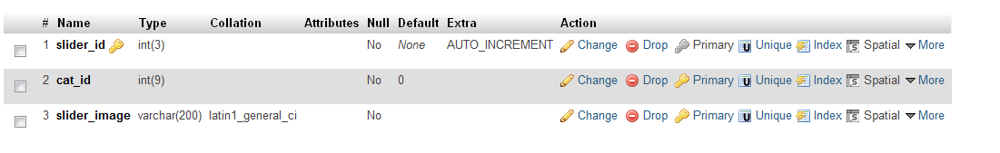 # Name Type Collation Attributes Null Default Extra Action
1 slider_id int(3) No None AUTO_INCREMENT Change Drop Primary Unique Index Spatial More
2 cat_id int(9) No 0 Change Drop Primary Unique Index Spatial More
3 slider_image varchar(200) latin1_general_ci No Change Drop Primary Unique Index Spatial More